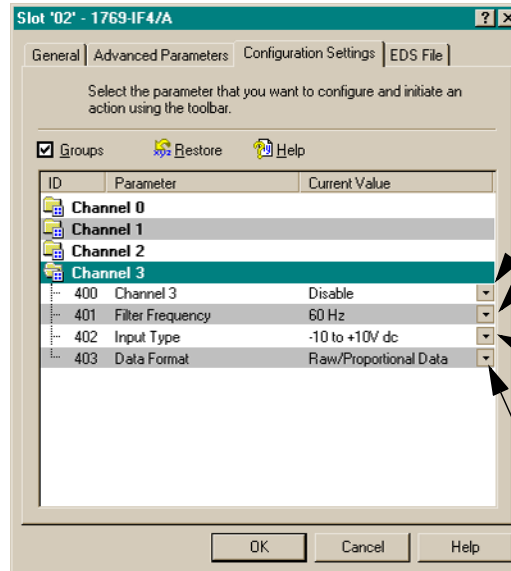 Slot '02' - 1769-IF4/A
General Advanced Parameters Configuration Settings EDS File
Select the parameter that you want to configure and initiate an
action using the toolbar.
Groups Restore Help
ID Parameter Current Value
Channel 0
Channel 1
Channel 2
Channel 3
400 Channel 3 Disable
401 Filter Frequency 60 Hz
402 Input Type -10 to +10V dc
403 Data Format Raw/Proportional Data
OK Cancel Help